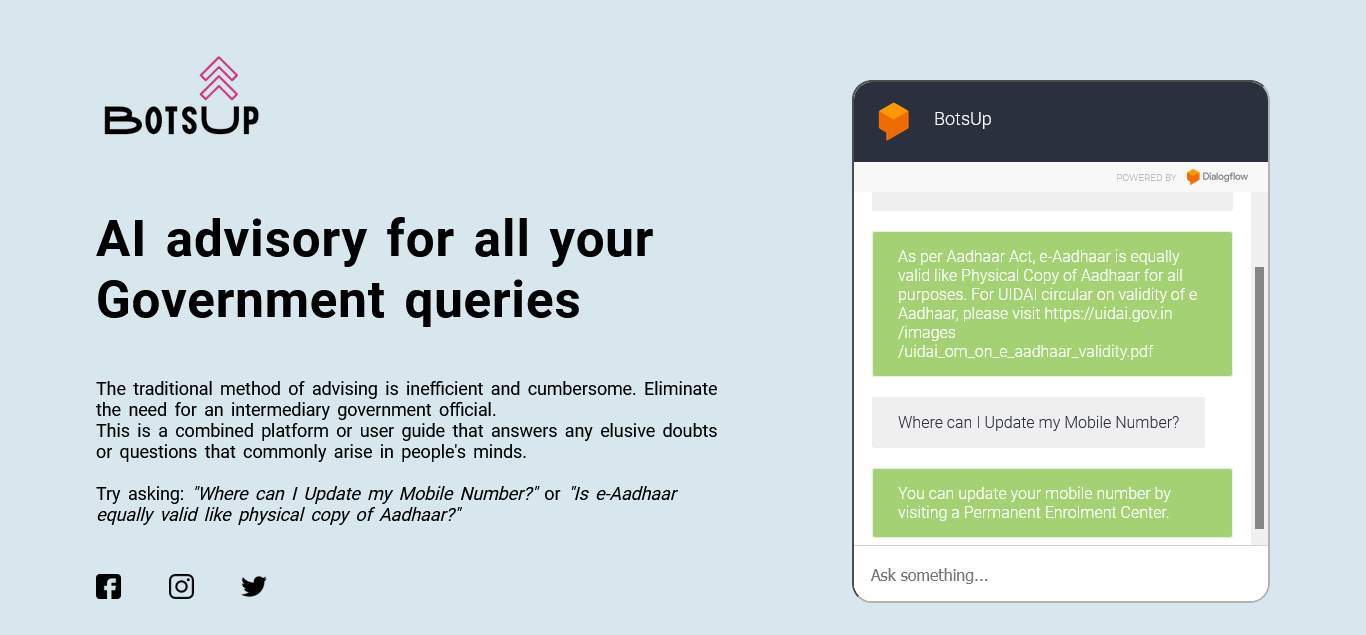 BOTSUP
AI advisory for all your
Government queries
The traditional method of advising is inefficient and cumbersome. Eliminate
the need for an intermediary government official.
This is a combined platform or user guide that answers any elusive doubts
or questions that commonly arise in people's minds.
Try asking: "Where can I Update my Mobile Number?" or "Is e-Aadhaar
equally valid like physical copy of Aadhaar?"
BotsUp
POWERED BY Dialogflow
As per Aadhaar Act, e-Aadhaar is equally
valid like Physical Copy of Aadhaar for all
purposes. For UIDAI circular on validity of e
Aadhaar, please visit https://uidai.gov.in
/images
/uidai_om_on_e_aadhaar_validity.pdf
Where can I Update my Mobile Number?
You can update your mobile number by
visiting a Permanent Enrolment Center.
Ask something...